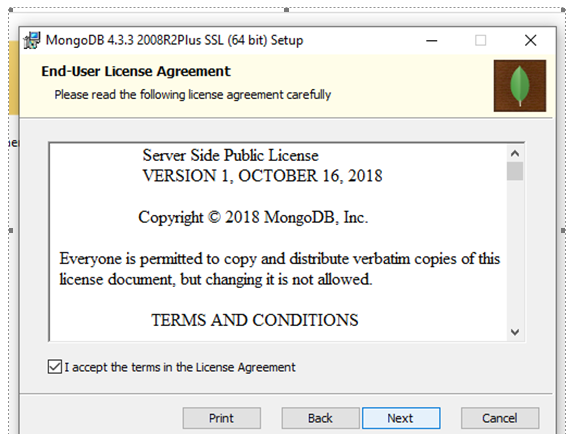 MongoDB 4.3.3 2008R2Plus SSL (64 bit) Setup
End-User License Agreement
Please read the following license agreement carefully
Server Side Public License
VERSION 1, OCTOBER 16, 2018
Copyright © 2018 MongoDB, Inc.
Everyone is permitted to copy and distribute verbatim copies of this
license document, but changing it is not allowed.
TERMS AND CONDITIONS
I accept the terms in the License Agreement
Print Back Next Cancel